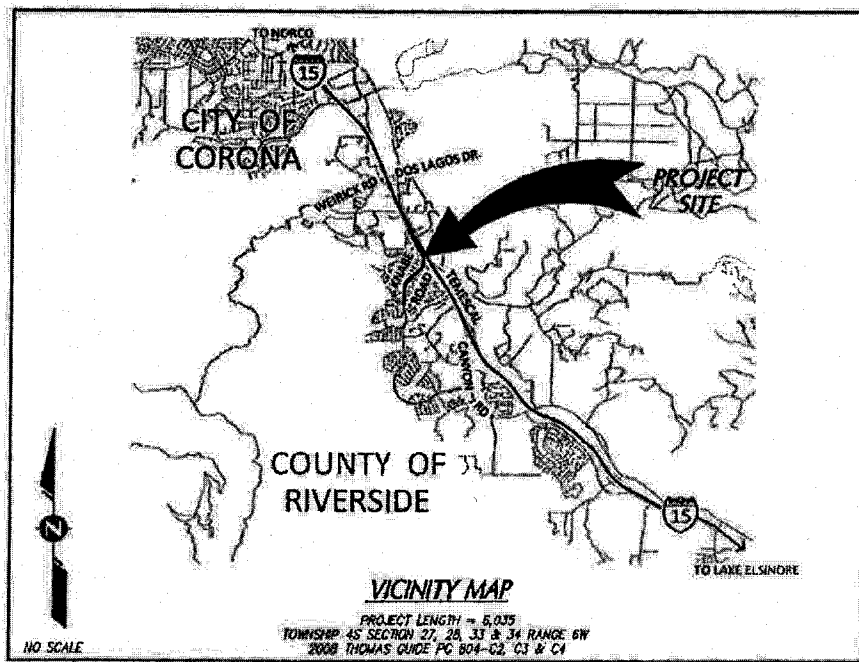 TO NORCO
15
CITY OF
CORONA
WEIRICK RD
DOS LAGOS DR.
PROJECT
SITE
ROAD
TEMESCAL
CANYON RD
COUNTY OF
RIVERSIDE
15
TO LAKE ELSINORE
N
NO SCALE
VICINITY MAP
PROJECT LENGTH =
TOWNSHIP 4S SECTION 27, 28, 33 & 34 RANGE 6W
2008 THOMAS GUIDE PG 804-C2, C3 & C4